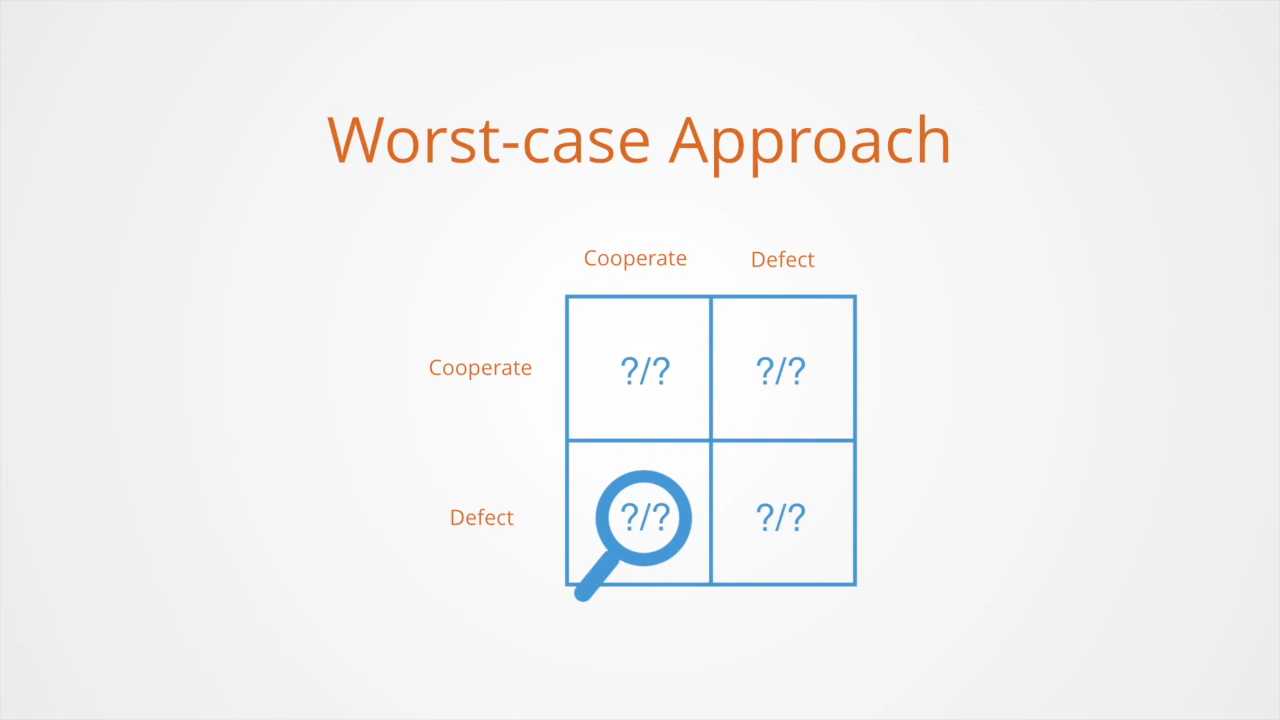 Worst-case Approach
Cooperate Defect
Cooperate ?/? ?/?
Defect ?/? ?/?